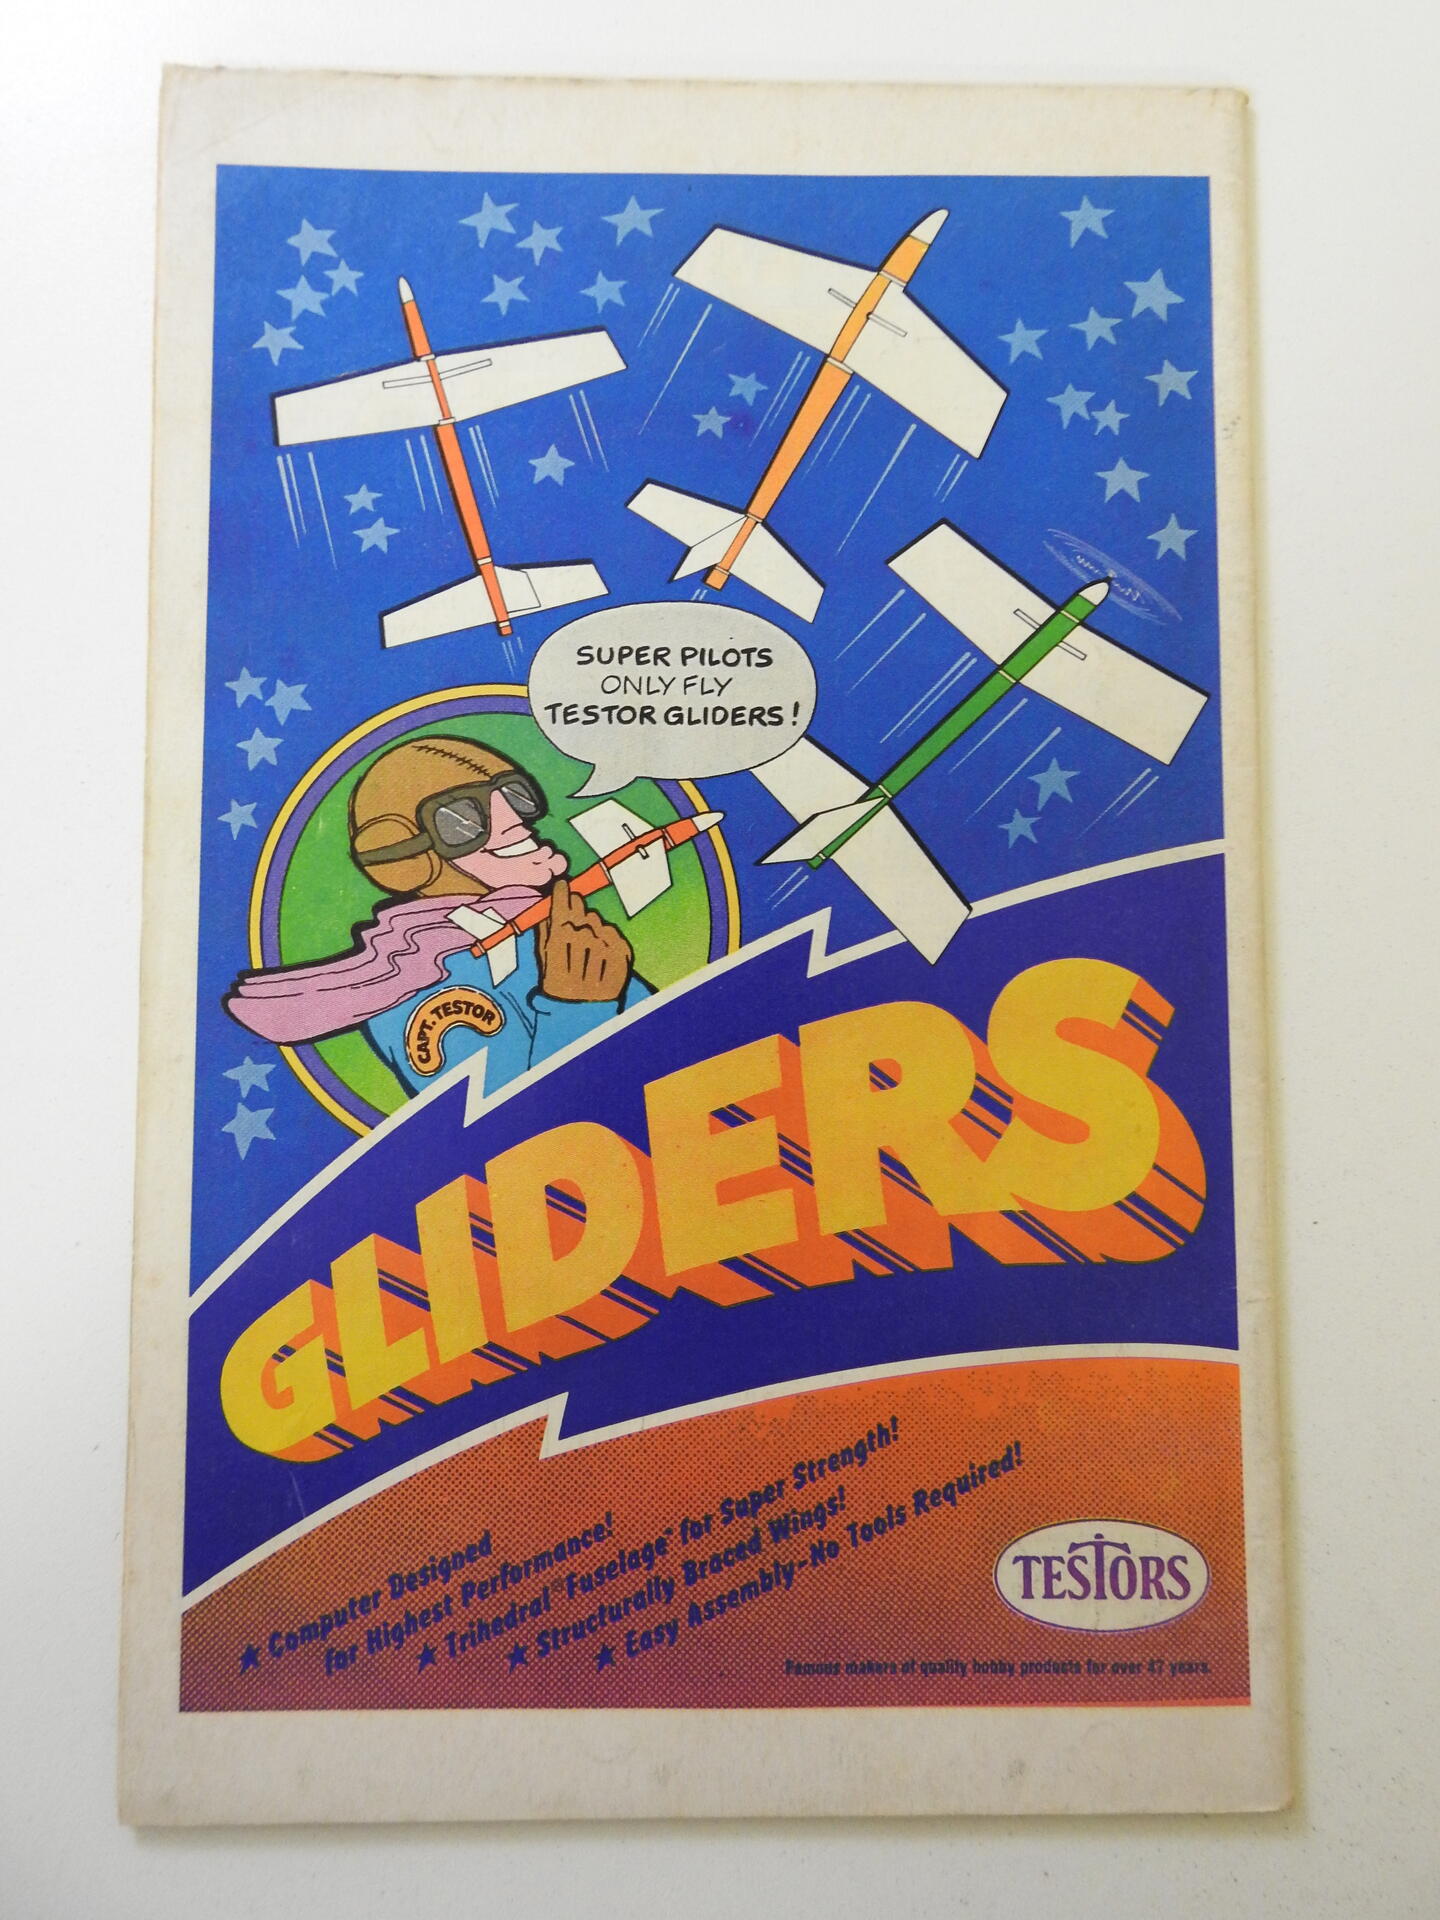 SUPER PILOTS
ONLY FLY
TESTOR GLIDERS!
CAPT. TESTOR
GLIDERS
★ Computer Designed
for Highest Performance!
★ Trihedral® Fuselage* for Super Strength!
★ Structurally Braced Wings!
★ Easy Assembly-No Tools Required!
TESTORS
Famous makers of quality hobby products for over 47 years.